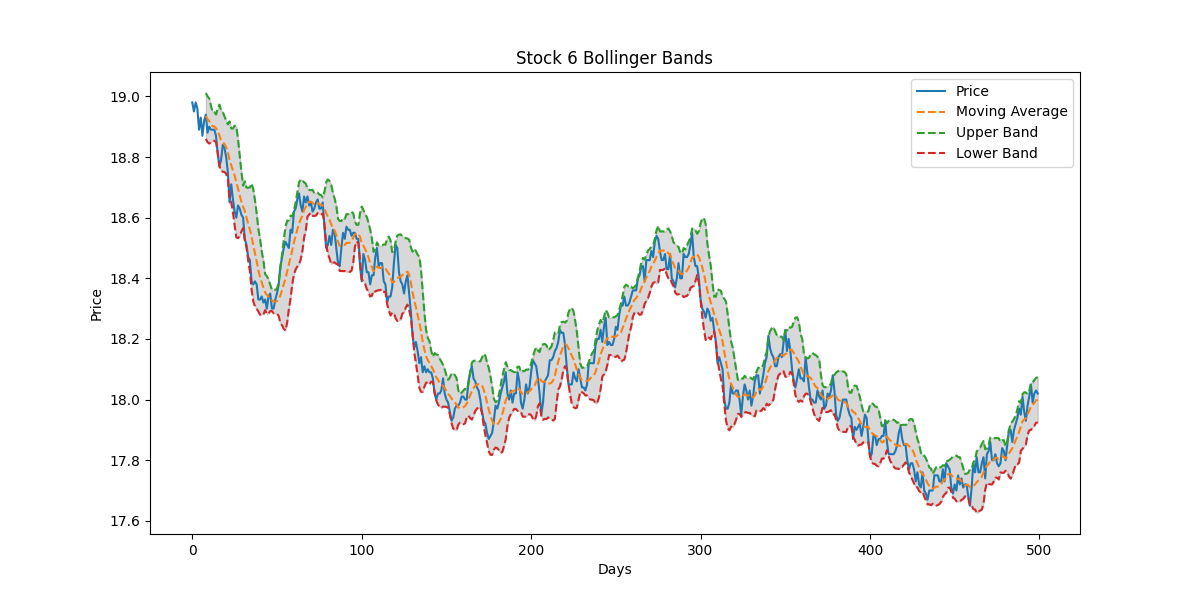 Stock 6 Bollinger Bands
Price
Moving Average
Upper Band
Lower Band
19.0
18.8
18.6
18.4
18.2
18.0
17.8
17.6
Price
0 100 200 300 400 500
Days